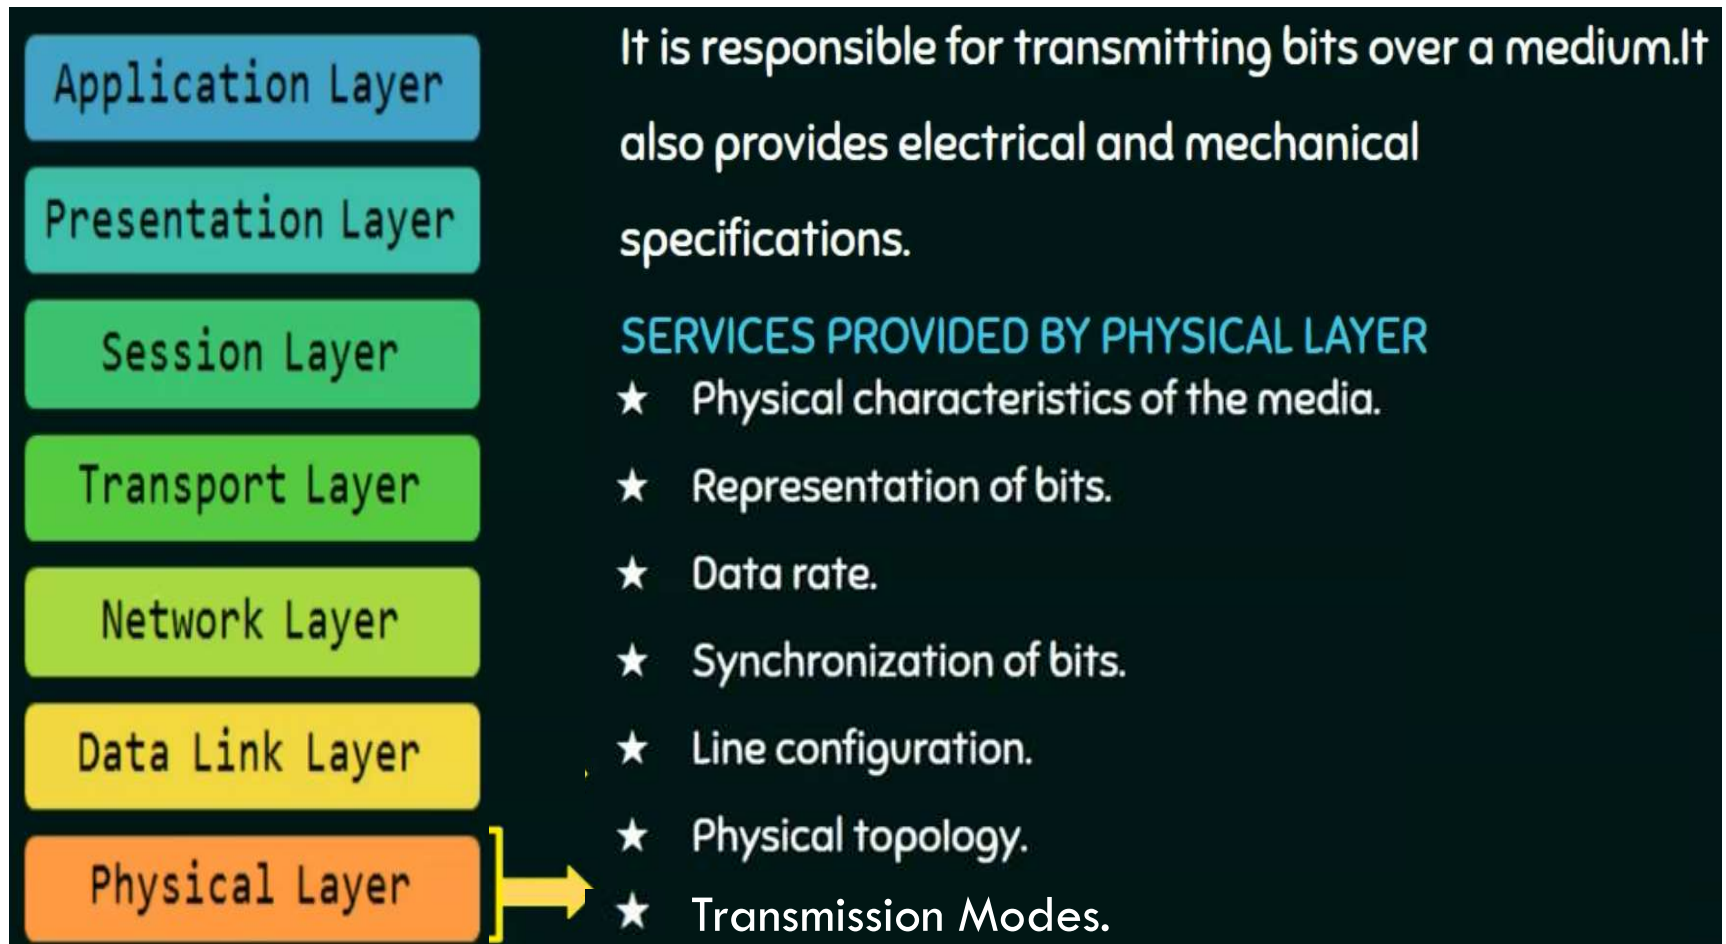 Application Layer
Presentation Layer
Session Layer
Transport Layer
Network Layer
Data Link Layer
Physical Layer
It is responsible for transmitting bits over a medium.It
also provides electrical and mechanical
specifications.
SERVICES PROVIDED BY PHYSICAL LAYER
★ Physical characteristics of the media.
★ Representation of bits.
★ Data rate.
★ Synchronization of bits.
★ Line configuration.
★ Physical topology.
★ Transmission Modes.